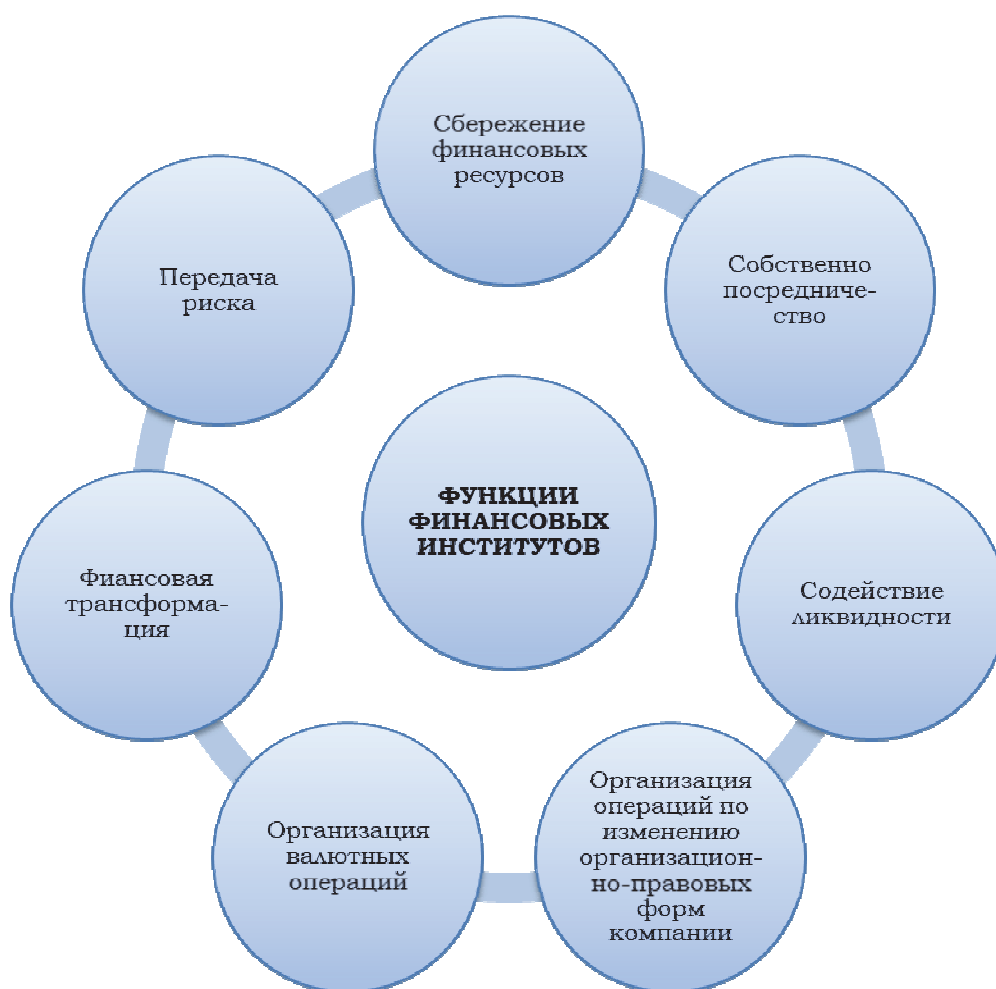 Сбережение
финансовых
ресурсов
Собственно
посредниче-
ство
Содействие
ликвидности
Организация
операций по
изменению
организацион-
но-правовых
форм
компании
Организация
валютных
операций
Фиансовая
трансформа-
ция
Передача
риска
ФУНКЦИИ
ФИНАНСОВЫХ
ИНСТИТУТОВ